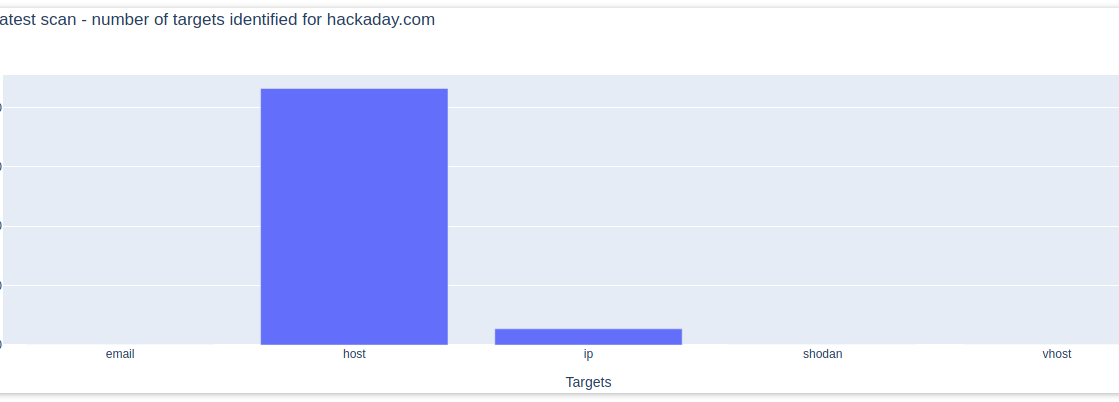 atest scan - number of targets identified for hackaday.com
email host ip shodan vhost
Targets